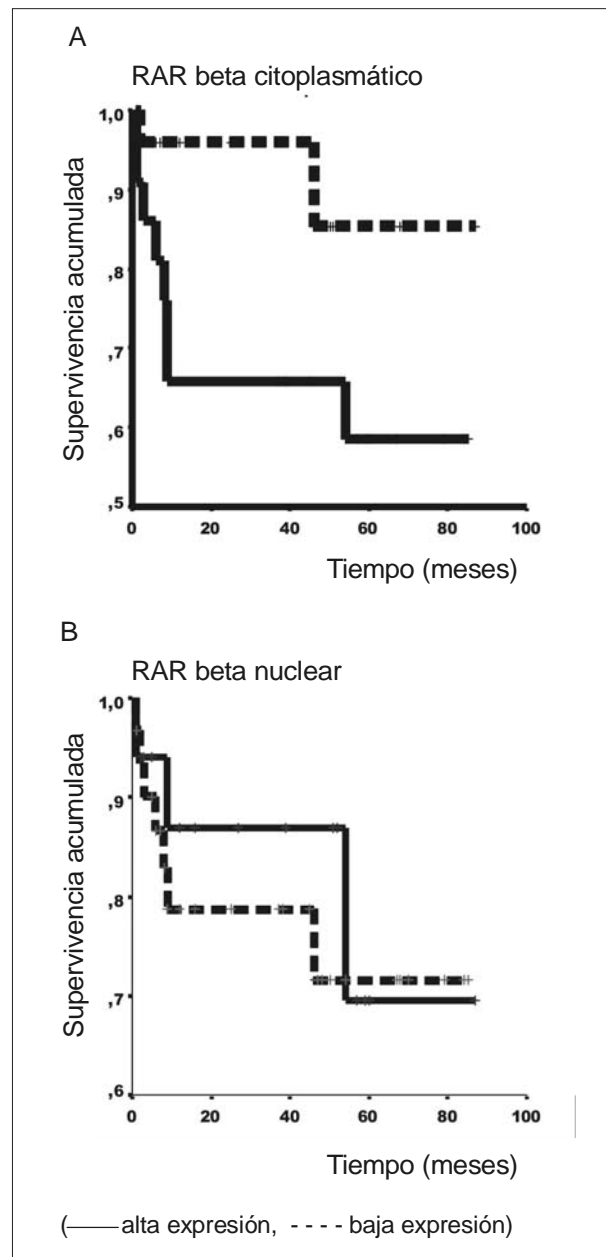 A
RAR beta citoplasmático
Supervivencia acumulada
1,0
,9
,8
,7
,6
,5
0 20 40 60 80 100
Tiempo (meses)
B
RAR beta nuclear
Supervivencia acumulada
1,0
,9
,8
,7
,6
0 20 40 60 80 100
Tiempo (meses)
(—— alta expresión, - - - - baja expresión)